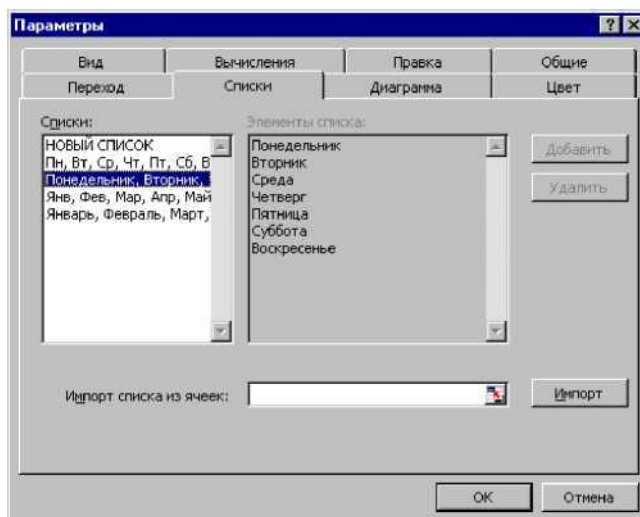 Параметры
Вид Вычисления Правка Общие
Переход Списки Диаграмма Цвет
Списки:
НОВЫЙ СПИСОК
Пн, Вт, Ср, Чт, Пт, Сб, В
Понедельник, Вторник,
Янв, Фев, Мар, Апр, Май
Январь, Февраль, Март,
Элементы списка:
Понедельник
Вторник
Среда
Четверг
Пятница
Суббота
Воскресенье
Добавить
Удалить
Импорт списка из ячеек:
Импорт
ОК Отмена